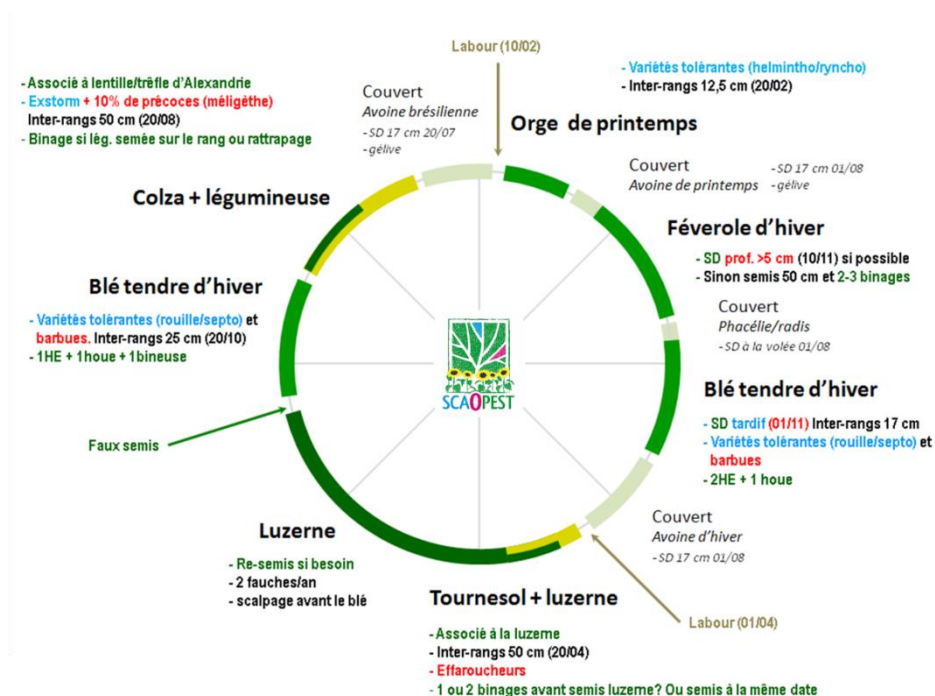 Labour (10/02)
- Associé à lentille/trèfle d'Alexandrie
- Exstorm + 10% de précoces (méligèthe)
Inter-rangs 50 cm (20/08)
- Binage si lég. semée sur le rang ou rattrapage
Couvert
Avoine brésilienne
- SD 17 cm 20/07
- gélive
- Variétés tolérantes (helmintho/ryncho)
- Inter-rangs 12,5 cm (20/02)
Orge de printemps
Couvert
Avoine de printemps
- SD 17 cm 01/08
- gélive
Colza + légumineuse
Féverole d'hiver
- SD prof. >5 cm (10/11) si possible
- Sinon semis 50 cm et 2-3 binages
Blé tendre d'hiver
- Variétés tolérantes (rouille/septo) et
barbues. Inter-rangs 25 cm (20/10)
- 1HE + 1houe + 1bineuse
Couvert
Phacélie/radis
- SD à la volée 01/08
SCAOPEST
Blé tendre d'hiver
- SD tardif (01/11) Inter-rangs 17 cm
- Variétés tolérantes (rouille/septo) et
barbues
- 2HE + 1 houe
Faux semis
Couvert
Avoine d'hiver
- SD 17 cm 01/08
Luzerne
- Re-semis si besoin
- 2 fauches/an
- scalpage avant le blé
Tournesol + luzerne
- Associé à la luzerne
- Inter-rangs 50 cm (20/04)
- Effaroucheurs
- 1 ou 2 binages avant semis luzerne? Ou semis à la même date
Labour (01/04)